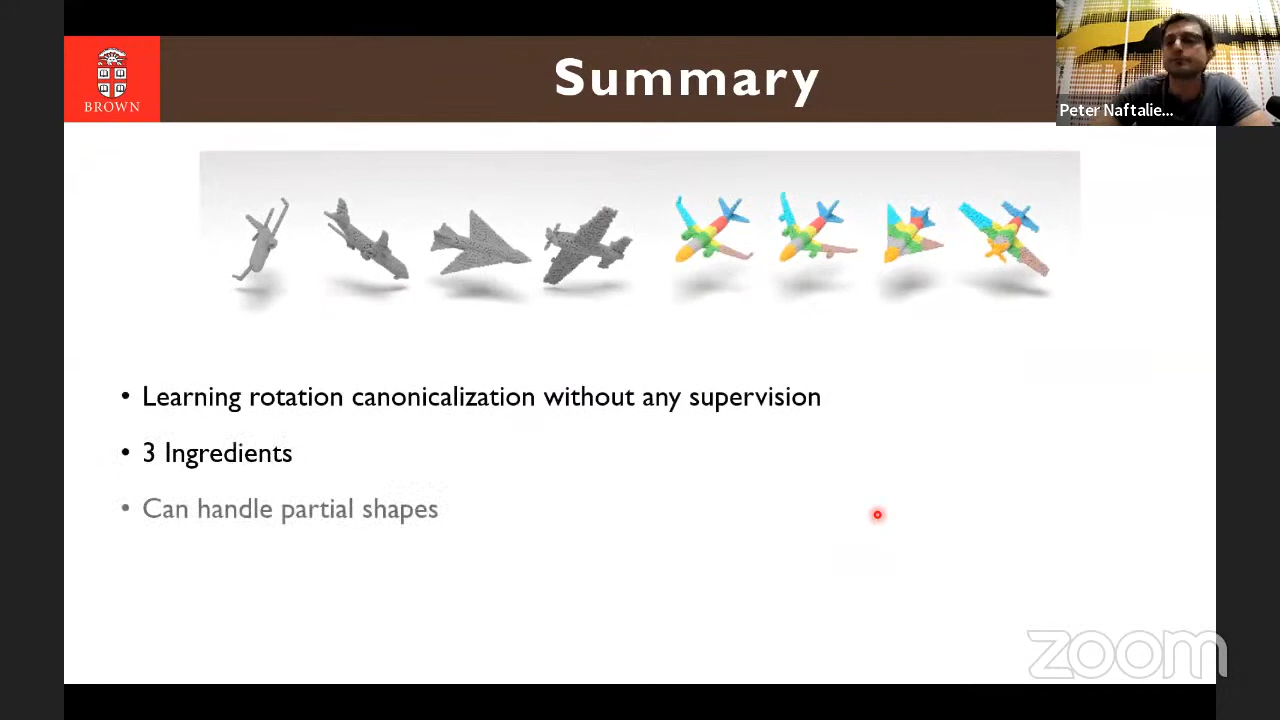 BROWN
Summary
Peter Naftalie...
• Learning rotation canonicalization without any supervision
• 3 Ingredients
• Can handle partial shapes
zoom